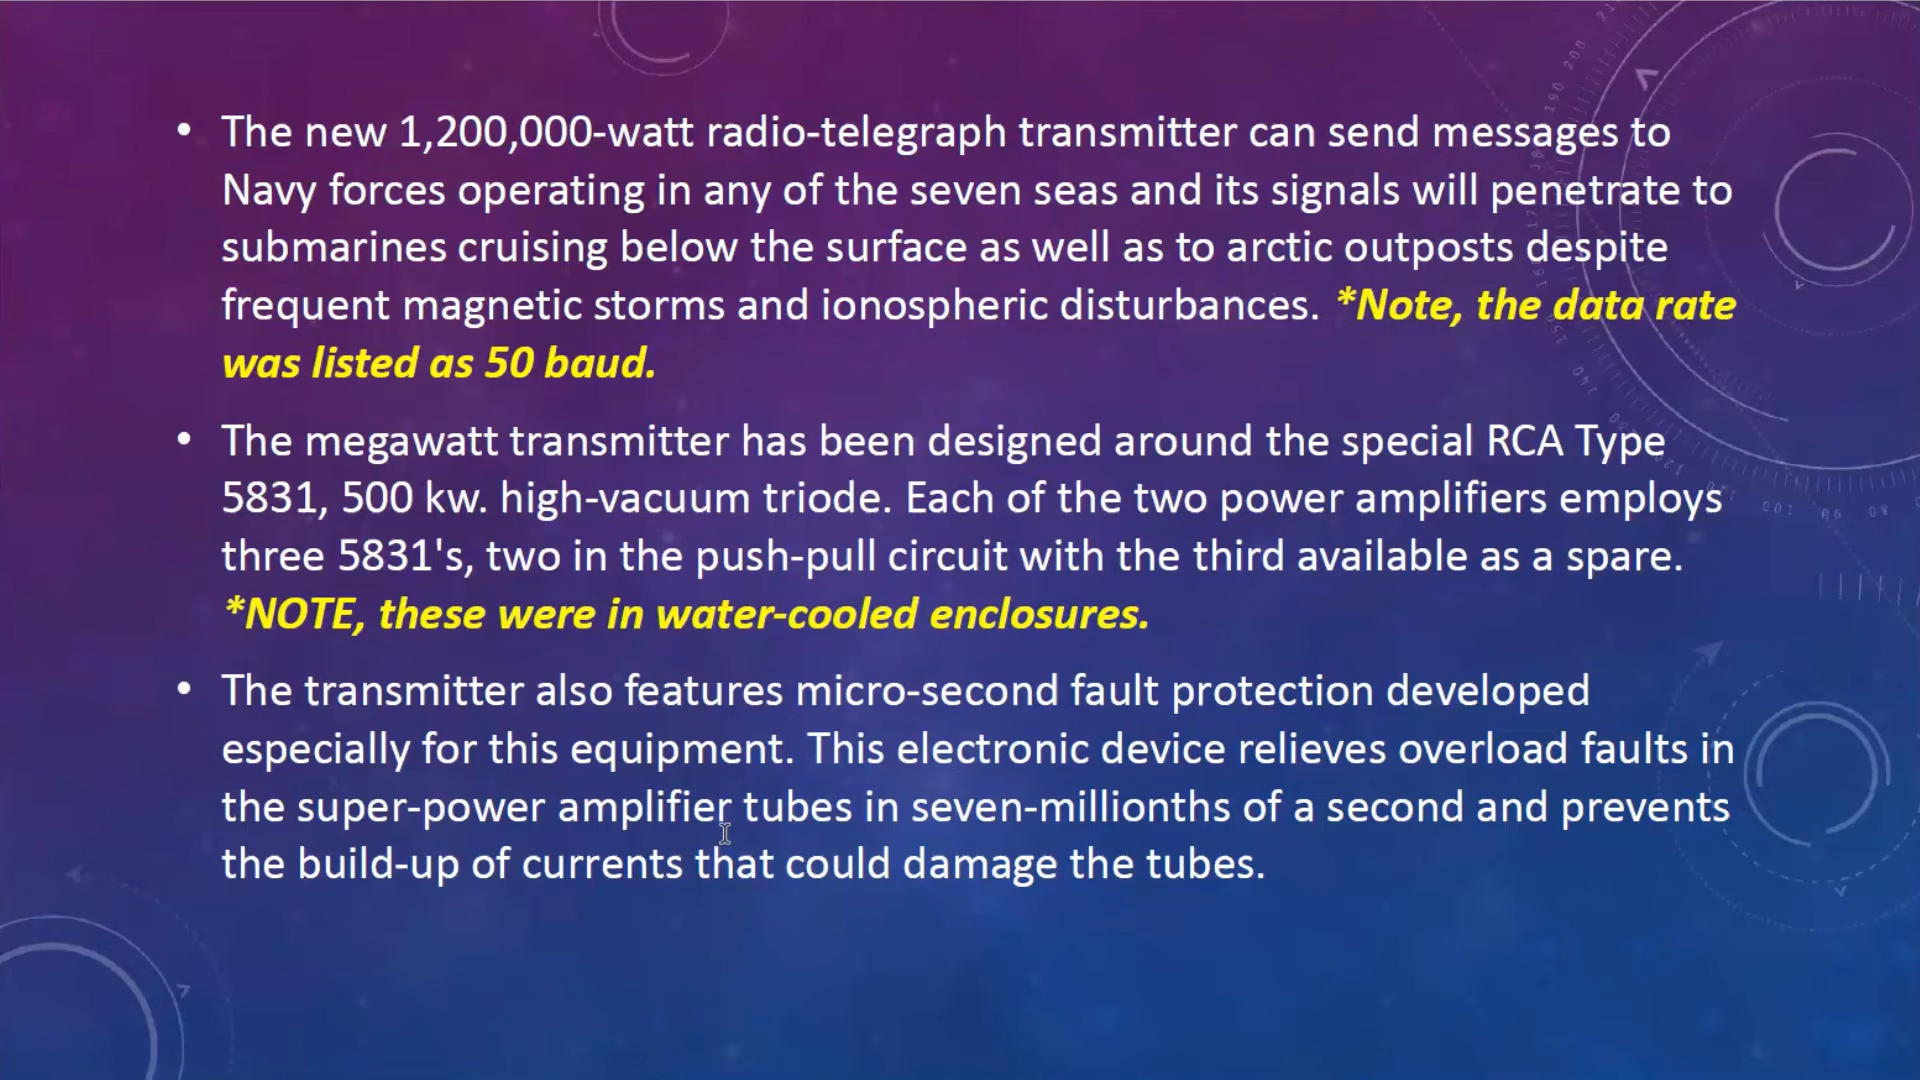 • The new 1,200,000-watt radio-telegraph transmitter can send messages to
Navy forces operating in any of the seven seas and its signals will penetrate to
submarines cruising below the surface as well as to arctic outposts despite
frequent magnetic storms and ionospheric disturbances. *Note, the data rate
was listed as 50 baud.
• The megawatt transmitter has been designed around the special RCA Type
5831, 500 kw. high-vacuum triode. Each of the two power amplifiers employs
three 5831's, two in the push-pull circuit with the third available as a spare.
*NOTE, these were in water-cooled enclosures.
• The transmitter also features micro-second fault protection developed
especially for this equipment. This electronic device relieves overload faults in
the super-power amplifier tubes in seven-millionths of a second and prevents
the build-up of currents that could damage the tubes.